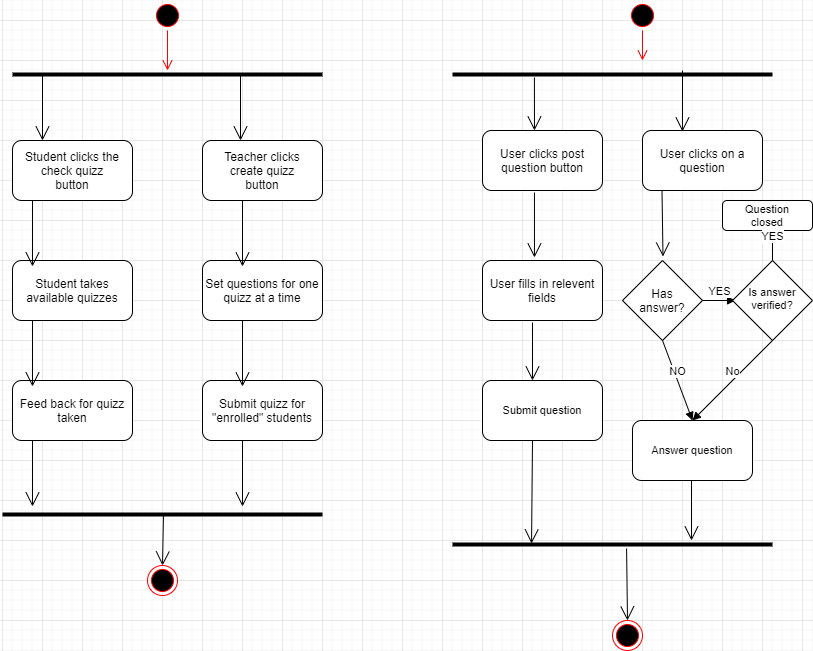 Student clicks the
check quizz
button
Teacher clicks
create quizz
button
Student takes
available quizzes
Set questions for one
quizz at a time
Feed back for quizz
taken
Submit quizz for
"enrolled" students
User clicks post
question button
User clicks on a
question
Question
closed
YES
User fills in relevent
fields
Has
answer?
YES
Is answer
verified?
NO
No
Submit question
Answer question